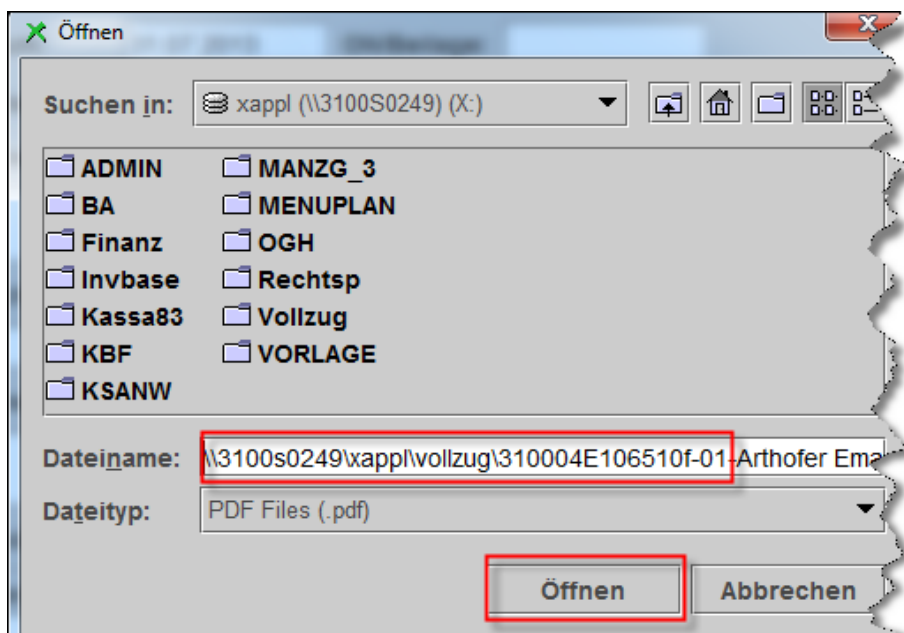 Öffnen
Suchen in: xappl (\\3100S0249) (X:)
ADMIN MANZG_3
BA MENUPLAN
Finanz OGH
Invbase Rechtsp
Kassa83 Vollzug
KBF VORLAGE
KSANW
Dateiname: \\3100s0249\xappl\vollzug\310004E106510f-01-Arthofer Ema
Dateityp: PDF Files (.pdf)
Öffnen Abbrechen